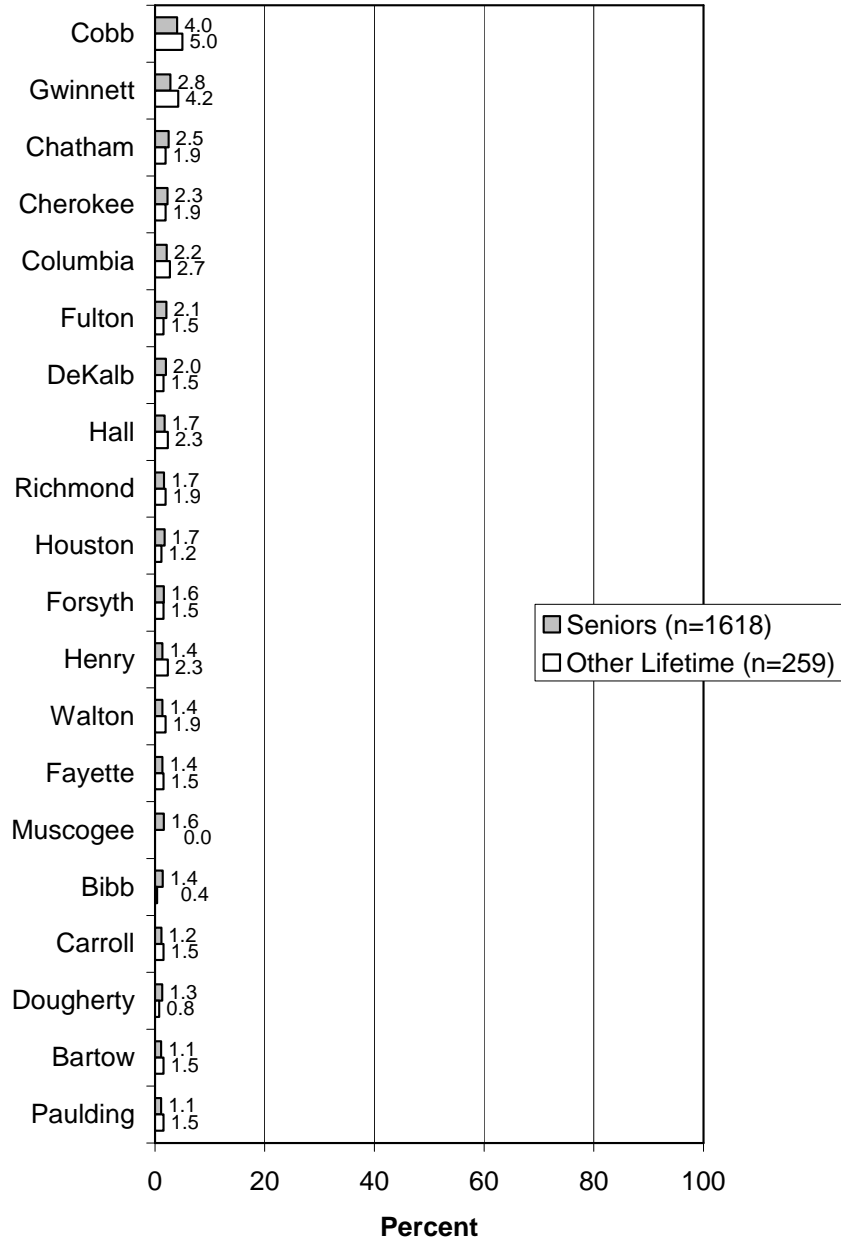 Cobb
4.0
5.0
Gwinnett
2.8
4.2
Chatham
2.5
1.9
Cherokee
2.3
1.9
Columbia
2.2
2.7
Fulton
2.1
1.5
DeKalb
2.0
1.5
Hall
1.7
2.3
Richmond
1.7
1.9
Houston
1.7
1.2
Forsyth
1.6
1.5
Henry
1.4
2.3
Walton
1.4
1.9
Fayette
1.4
1.5
Muscogee
1.6
0.0
Bibb
1.4
0.4
Carroll
1.2
1.5
Dougherty
1.3
0.8
Bartow
1.1
1.5
Paulding
1.1
1.5
Seniors (n=1618)
Other Lifetime (n=259)
0 20 40 60 80 100
Percent